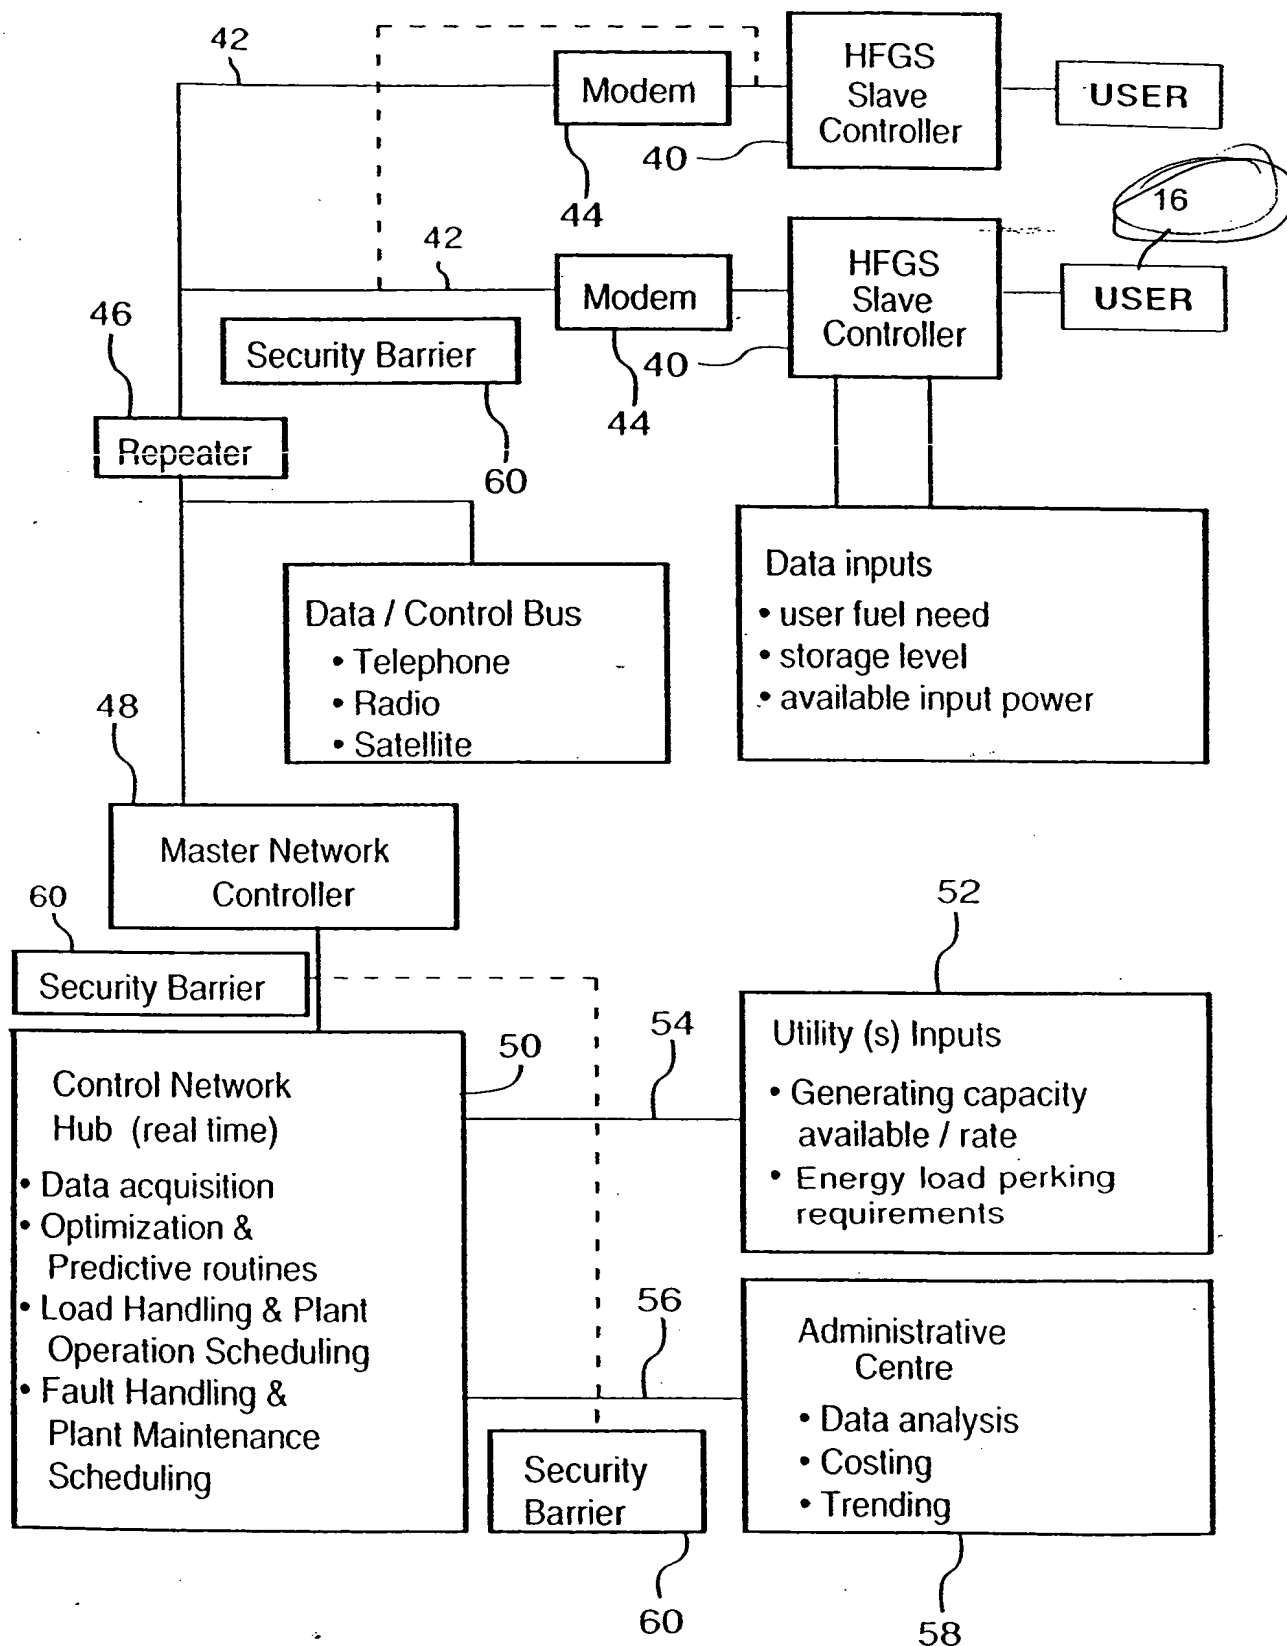 42
Modem
HFGS
Slave
Controller
USER
40
44
16
42
Modem
HFGS
Slave
Controller
USER
46
Security Barrier
40
44
Repeater
60
Data / Control Bus
• Telephone
• Radio
• Satellite
Data inputs
• user fuel need
• storage level
• available input power
48
Master Network
Controller
60
Security Barrier
52
50
54
Control Network
Hub (real time)
• Data acquisition
• Optimization &
Predictive routines
• Load Handling & Plant
Operation Scheduling
• Fault Handling &
Plant Maintenance
Scheduling
Utility (s) Inputs
• Generating capacity
available / rate
• Energy load perking
requirements
56
Administrative
Centre
• Data analysis
• Costing
• Trending
Security
Barrier
60
58